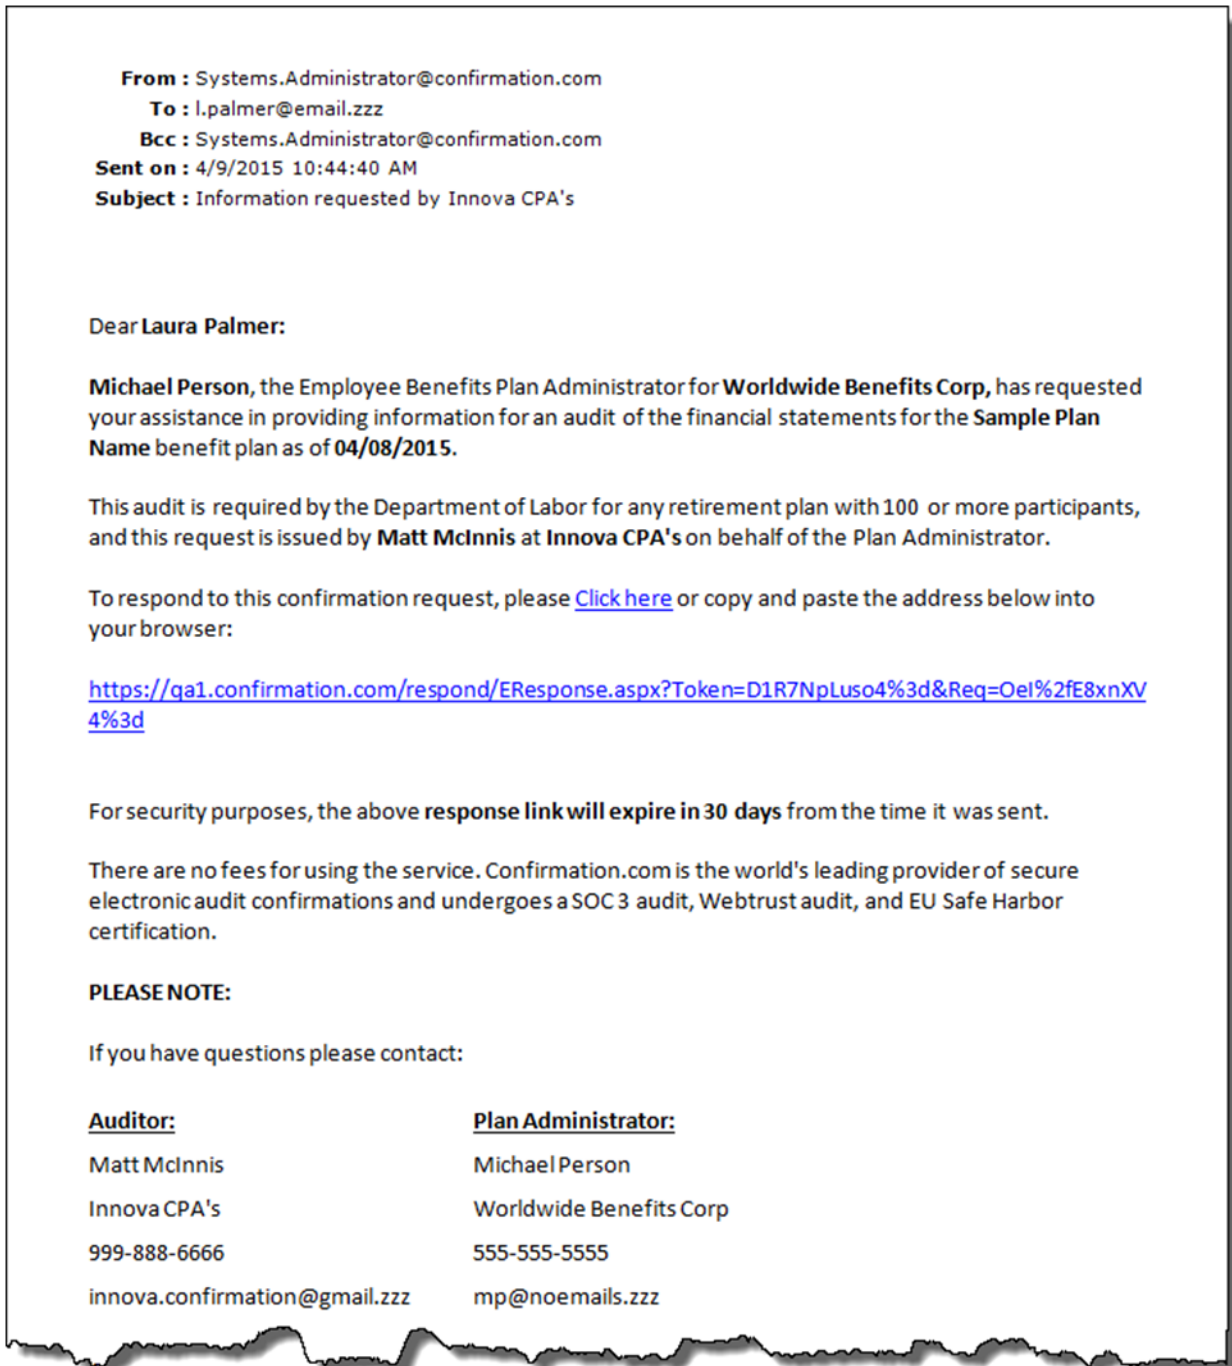 From : Systems.Administrator@confirmation.com
To : l.palmer@email.zzz
Bcc : Systems.Administrator@confirmation.com
Sent on : 4/9/2015 10:44:40 AM
Subject : Information requested by Innova CPA's
Dear Laura Palmer:
Michael Person, the Employee Benefits Plan Administrator for Worldwide Benefits Corp, has requested
your assistance in providing information for an audit of the financial statements for the Sample Plan
Name benefit plan as of 04/08/2015.
This audit is required by the Department of Labor for any retirement plan with 100 or more participants,
and this request is issued by Matt McInnis at Innova CPA's on behalf of the Plan Administrator.
To respond to this confirmation request, please Click here or copy and paste the address below into
your browser:
https://qa1.confirmation.com/respond/EResponse.aspx?Token=D1R7NpLuso4%3d&Req=OeI%2fE8xnXV
4%3d
For security purposes, the above response link will expire in 30 days from the time it was sent.
There are no fees for using the service. Confirmation.com is the world's leading provider of secure
electronic audit confirmations and undergoes a SOC 3 audit, Webtrust audit, and EU Safe Harbor
certification.
PLEASE NOTE:
If you have questions please contact:
Auditor: Plan Administrator:
Matt McInnis Michael Person
Innova CPA's Worldwide Benefits Corp
999-888-6666 555-555-5555
innova.confirmation@gmail.zzz mp@noemails.zzz